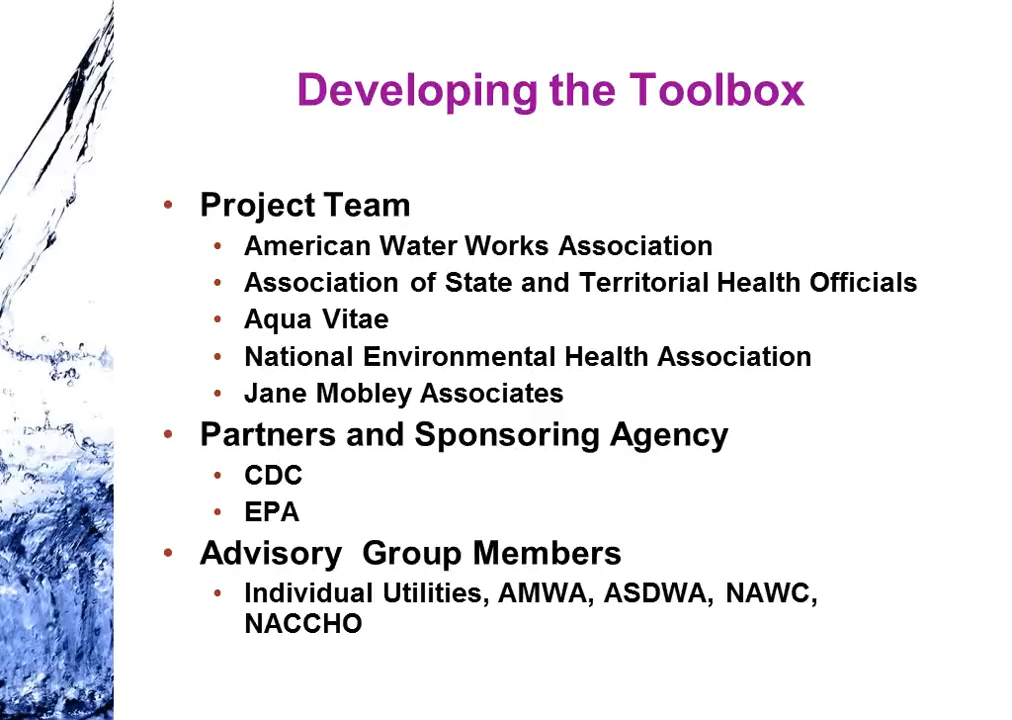 Developing the Toolbox
• Project Team
• American Water Works Association
• Association of State and Territorial Health Officials
• Aqua Vitae
• National Environmental Health Association
• Jane Mobley Associates
• Partners and Sponsoring Agency
• CDC
• EPA
• Advisory Group Members
• Individual Utilities, AMWA, ASDWA, NAWC,
NACCHO